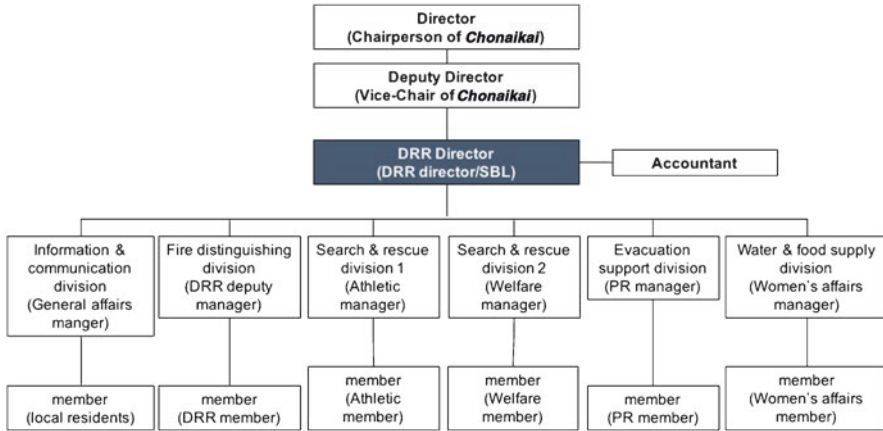 Director
(Chairperson of Chonaikai)
Deputy Director
(Vice-Chair of Chonaikai)
DRR Director
(DRR director/SBL)
Accountant
Information &
communication
division
(General affairs
manger)
Fire distinguishing
division
(DRR deputy
manager)
Search & rescue
division 1
(Athletic
manager)
Search & rescue
division 2
(Welfare
manager)
Evacuation
support division
(PR manager)
Water & food supply
division
(Women's affairs
manager)
member
(local residents)
member
(DRR member)
member
(Athletic
member)
member
(Welfare
member)
member
(PR member)
member
(Women's affairs
member)